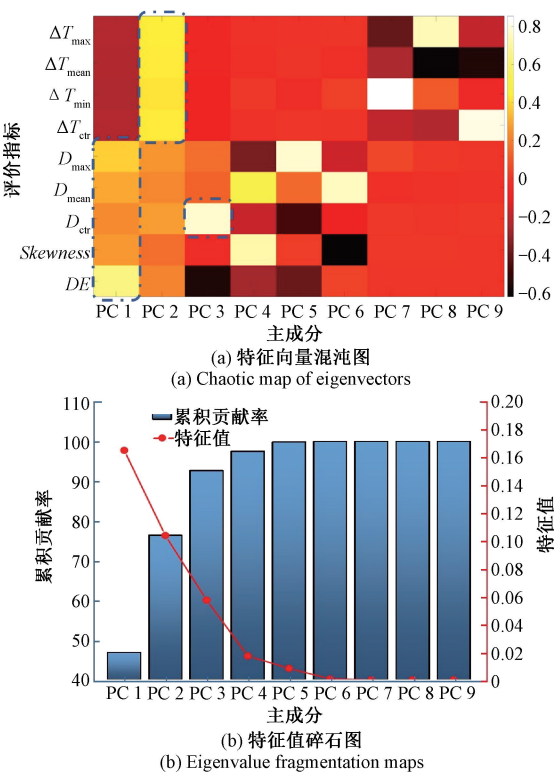 ΔTmax
ΔTmean
ΔTmin
ΔTctr
Dmax
Dmean
Dctr
Skewness
DE
评价指标
0.8
0.6
0.4
0.2
0
−0.2
−0.4
−0.6
PC 1 PC 2 PC 3 PC 4 PC 5 PC 6 PC 7 PC 8 PC 9
主成分
(a) 特征向量混沌图
(a) Chaotic map of eigenvectors
累积贡献率
特征值
110
100
90
80
70
60
50
40
累积贡献率
0.20
0.18
0.16
0.14
0.12
0.10
0.08
0.06
0.04
0.02
0
特征值
PC 1 PC 2 PC 3 PC 4 PC 5 PC 6 PC 7 PC 8 PC 9
主成分
(b) 特征值碎石图
(b) Eigenvalue fragmentation maps